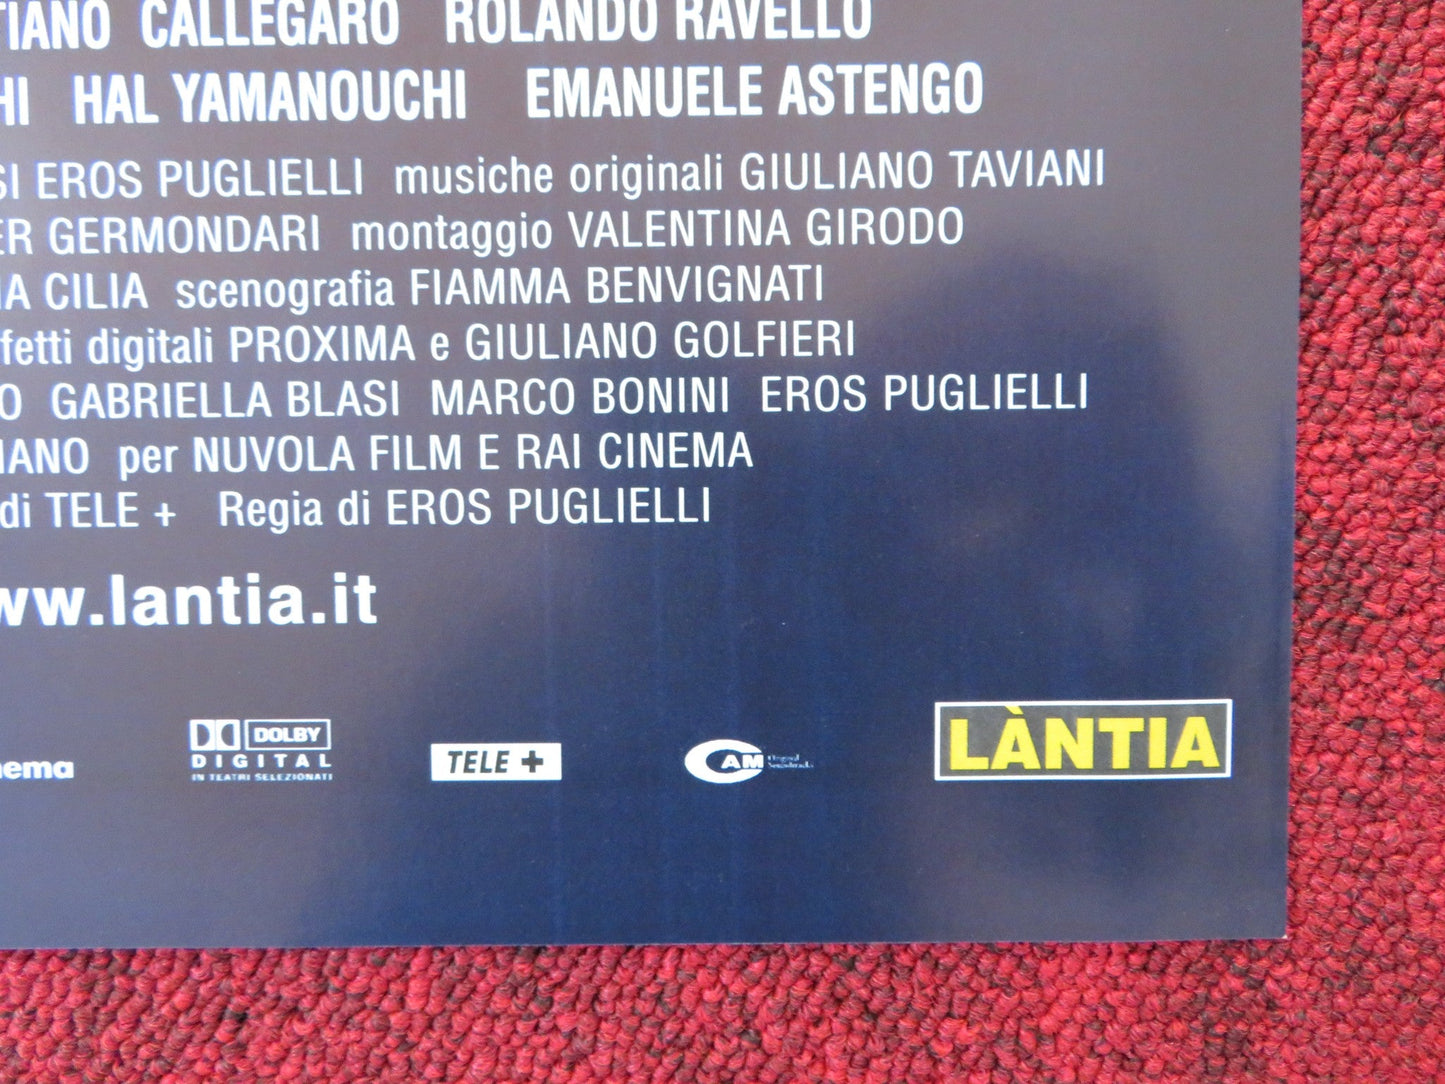 TIANO CALLEGARO ROLANDO RAVELLO
HI HAL YAMANOUCHI EMANUELE ASTENGO
SI EROS PUGLIELLI musiche originali GIULIANO TAVIANI
ER GERMONDARI montaggio VALENTINA GIRODO
IA CILIA scenografia FIAMMA BENVIGNATI
fetti digitali PROXIMA e GIULIANO GOLFIERI
O GABRIELLA BLASI MARCO BONINI EROS PUGLIELLI
IANO per NUVOLA FILM E RAI CINEMA
di TELE + Regia di EROS PUGLIELLI
ww.lantia.it
nema
DOLBY
DIGITAL
IN TEATRI SELEZIONATI
TELE +
CAM Original
Soundtracks
LÀNTIA